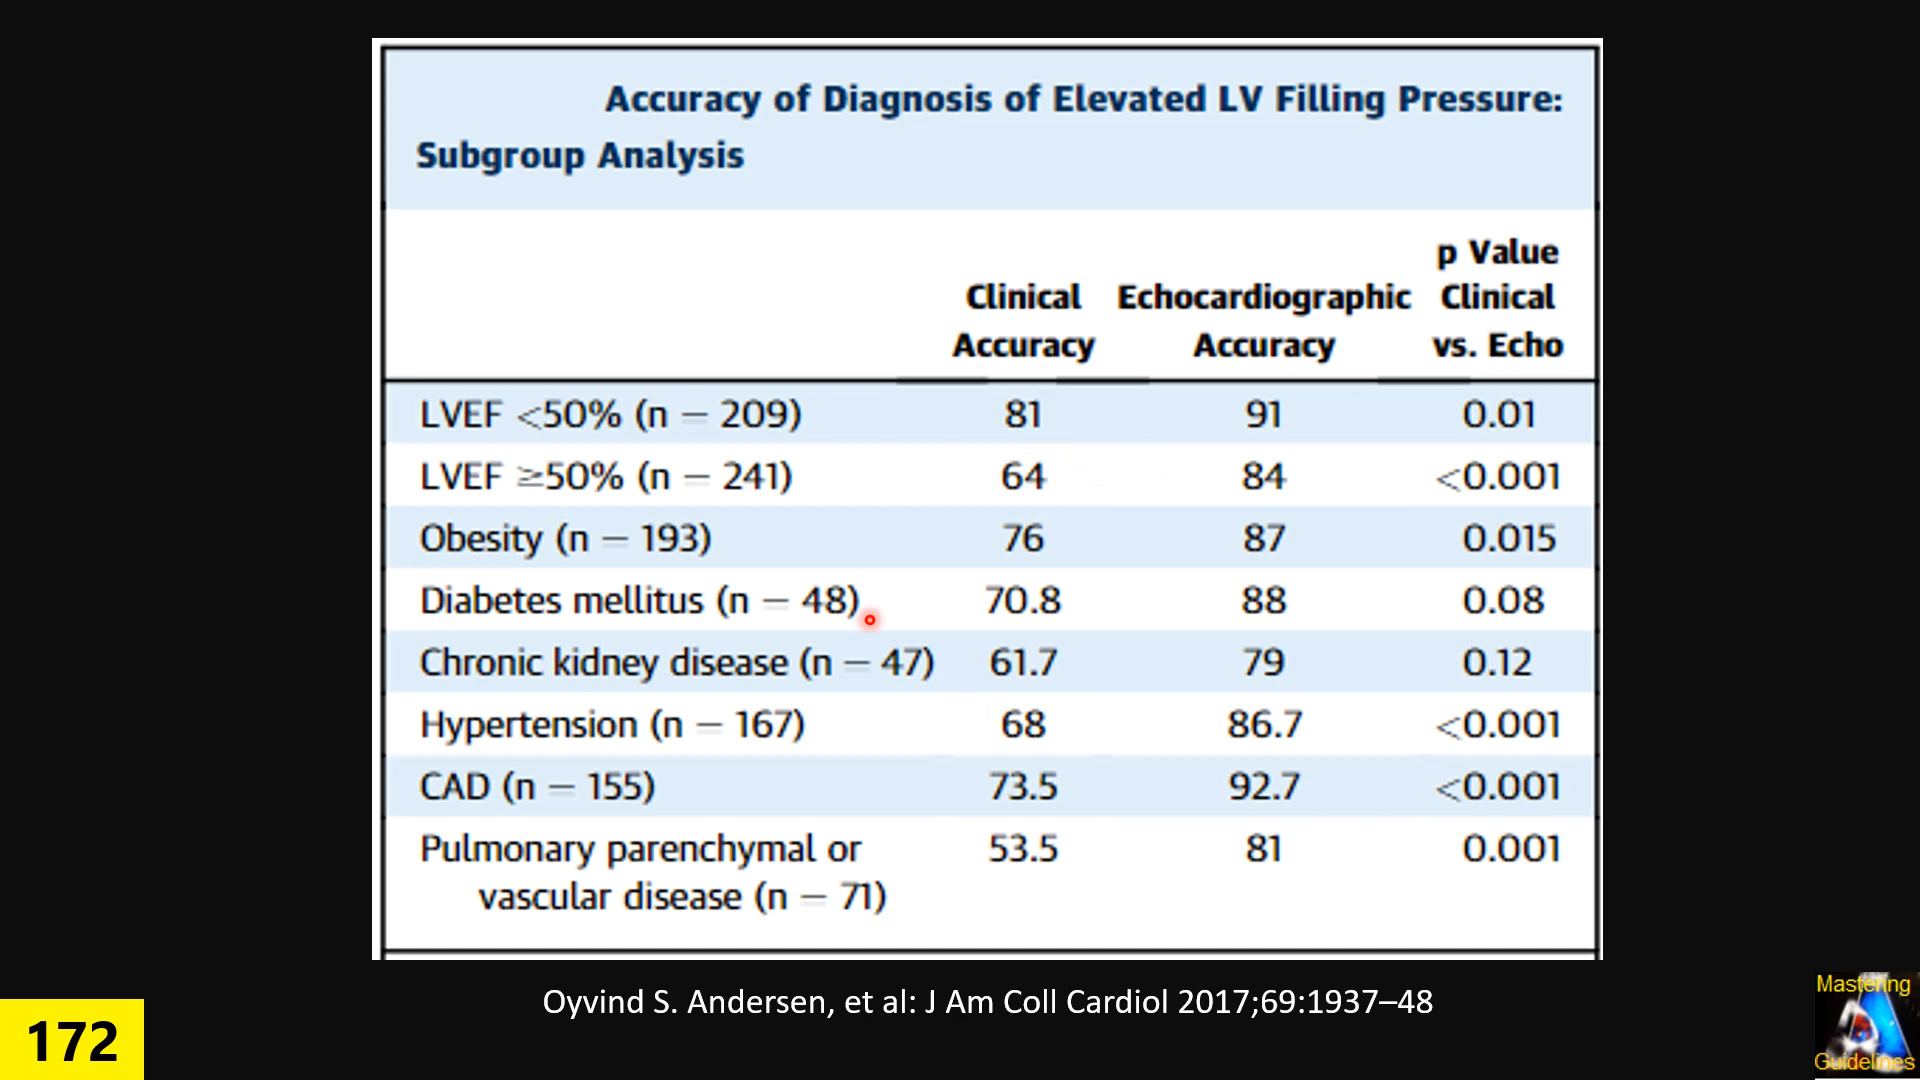 Accuracy of Diagnosis of Elevated LV Filling Pressure:
Subgroup Analysis
p Value
Clinical Echocardiographic Clinical
Accuracy Accuracy vs. Echo
LVEF <50% (n – 209) 81 91 0.01
LVEF ≥50% (n – 241) 64 84 <0.001
Obesity (n – 193) 76 87 0.015
Diabetes mellitus (n – 48) 70.8 88 0.08
Chronic kidney disease (n – 47) 61.7 79 0.12
Hypertension (n – 167) 68 86.7 <0.001
CAD (n – 155) 73.5 92.7 <0.001
Pulmonary parenchymal or 53.5 81 0.001
vascular disease (n – 71)
Oyvind S. Andersen, et al: J Am Coll Cardiol 2017;69:1937–48
172
Mastering
Guidelines